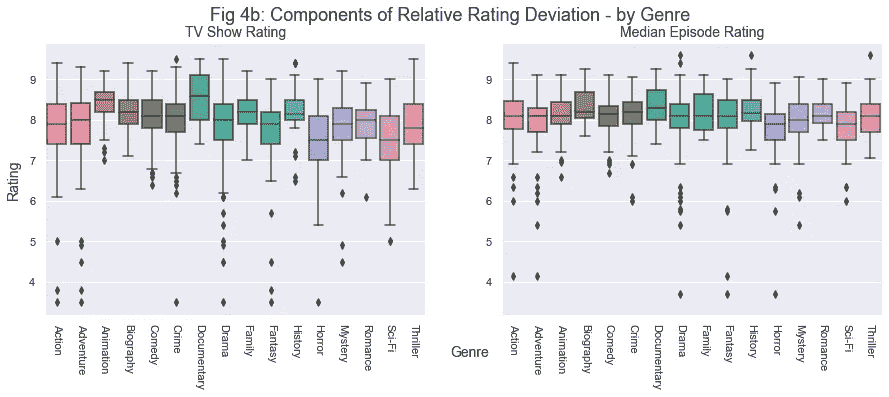 Fig 4b: Components of Relative Rating Deviation - by Genre
TV Show Rating
Median Episode Rating
Rating
9
8
7
6
5
4
9
8
7
6
5
4
Action
Adventure
Animation
Biography
Comedy
Crime
Documentary
Drama
Family
Fantasy
History
Horror
Mystery
Romance
Sci-Fi
Thriller
Genre
Action
Adventure
Animation
Biography
Comedy
Crime
Documentary
Drama
Family
Fantasy
History
Horror
Mystery
Romance
Sci-Fi
Thriller